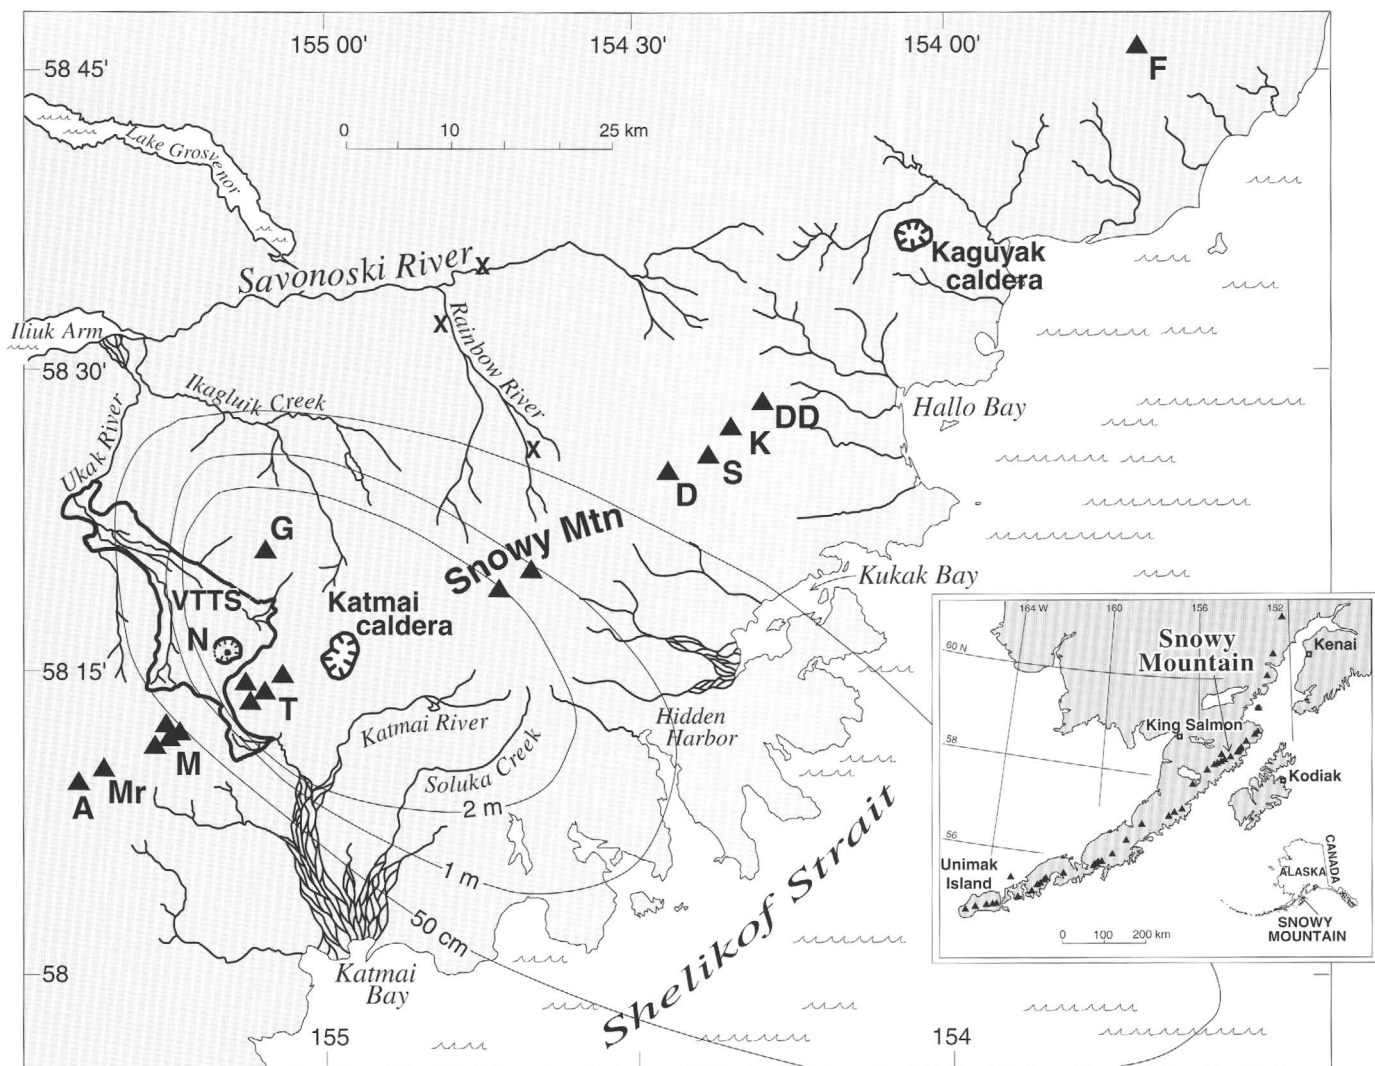 155 00'
154 30'
154 00'
58 45'
F
0 10 25 km
Lake Grosvenor
Savonoski River
X
Kaguyak
caldera
Iliuk Arm
X
Rainbow River
58 30'
Ikagluik Creek
Ukak River
Hallo Bay
DD
K
X
S
D
Snowy Mtn
G
Kukak Bay
VTTS
Katmai
caldera
N
58 15'
T
Katmai River
Hidden
Harbor
M
Mr
A
Soluka Creek
2 m
1 m
50 cm
Shelikof Strait
58
Katmai
Bay
155
154
164 W
160
156
152
60 N
Snowy
Mountain
Kenai
King Salmon
58
Kodiak
56
Unimak
Island
CANADA
ALASKA
SNOWY
MOUNTAIN
0 100 200 km